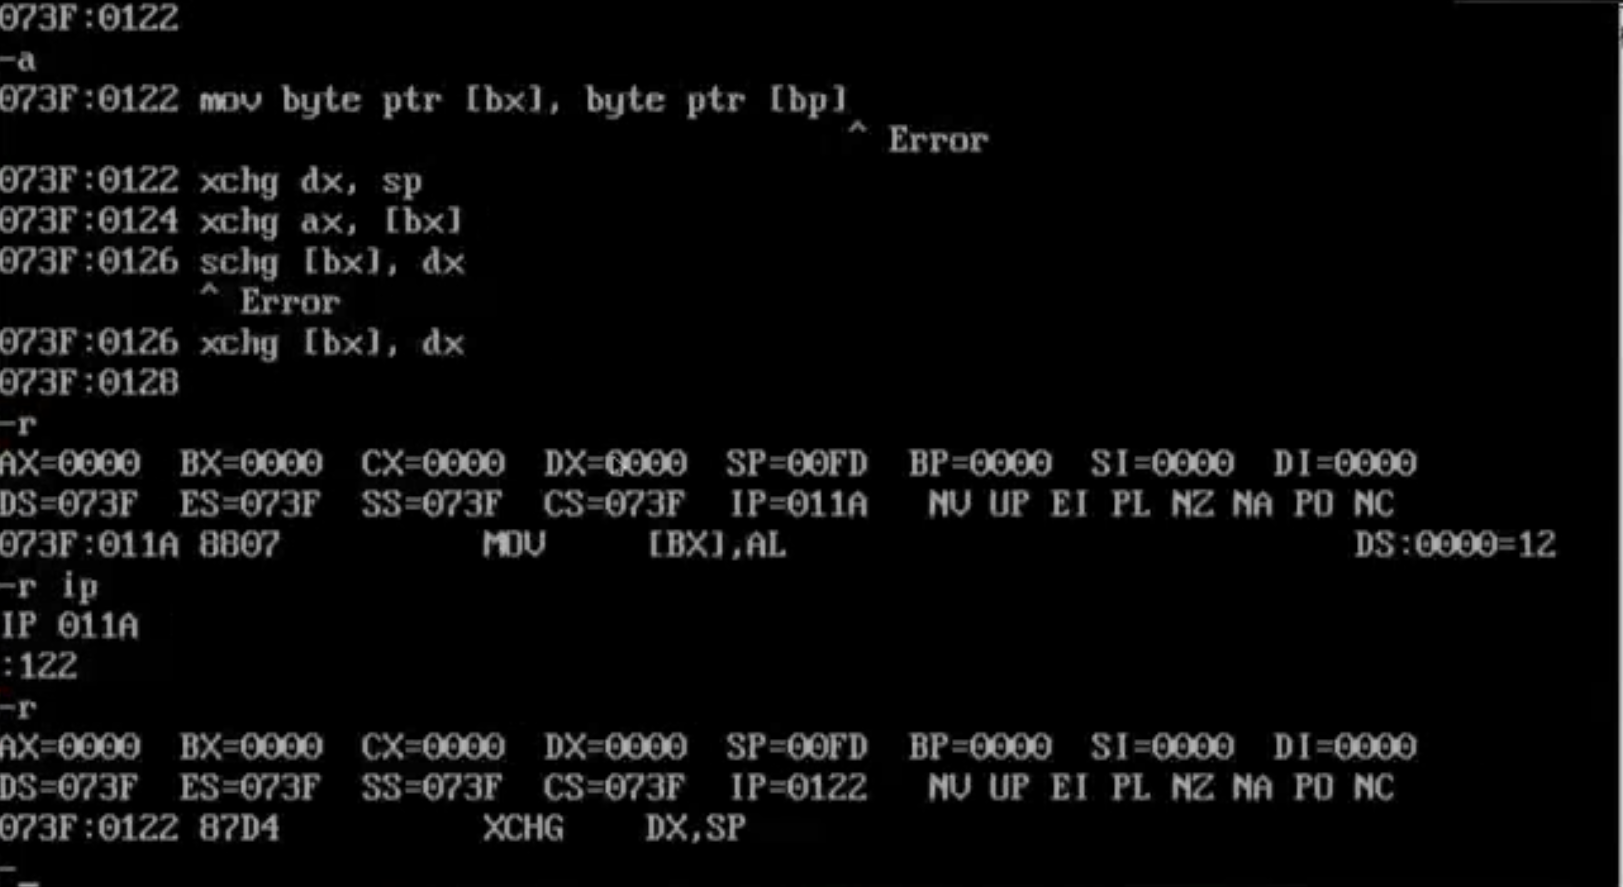 073F:0122
-a
073F:0122 mov byte ptr [bx], byte ptr [bp]
^ Error
073F:0122 xchg dx, sp
073F:0124 xchg ax, [bx]
073F:0126 schg [bx], dx
^ Error
073F:0126 xchg [bx], dx
073F:0128
-r
AX=0000 BX=0000 CX=0000 DX=0000 SP=00FD BP=0000 SI=0000 DI=0000
DS=073F ES=073F SS=073F CS=073F IP=011A NV UP EI PL NZ NA PO NC
073F:011A 8807 MOV [BX],AL DS:0000=12
-r ip
IP 011A
:122
-r
AX=0000 BX=0000 CX=0000 DX=0000 SP=00FD BP=0000 SI=0000 DI=0000
DS=073F ES=073F SS=073F CS=073F IP=0122 NV UP EI PL NZ NA PO NC
073F:0122 87D4 XCHG DX,SP
-_